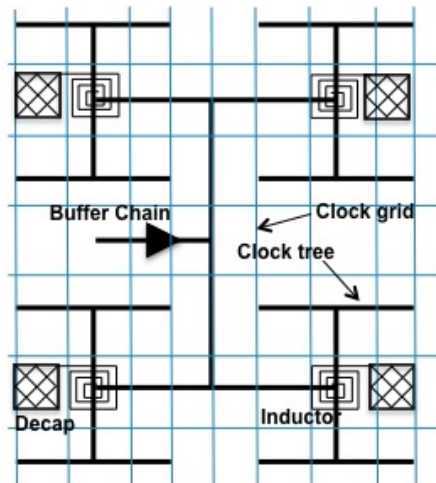 Buffer Chain
Clock grid
Clock tree
Decap
Inductor